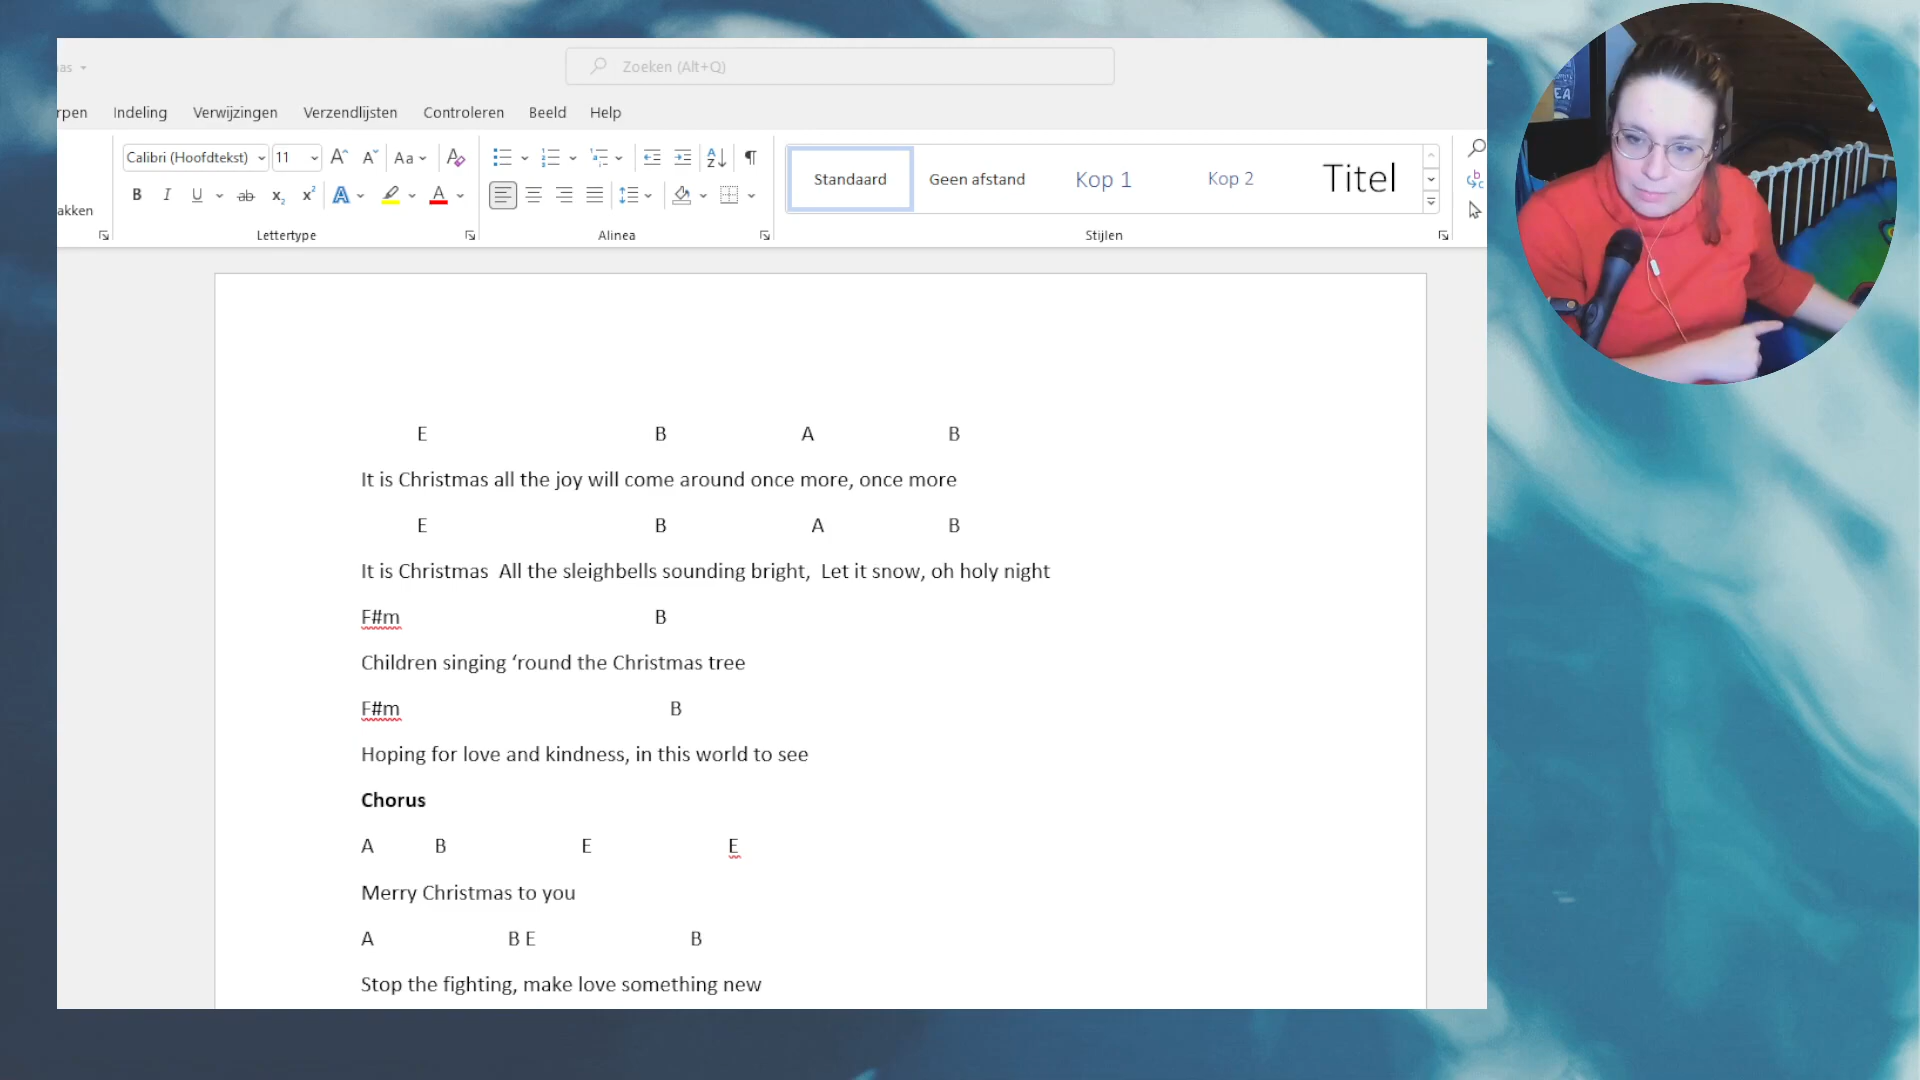 as
Zoeken (Alt+Q)
rpen Indeling Verwijzingen Verzendlijsten Controleren Beeld Help
Calibri (Hoofdtekst) 11 Aa
Standaard Geen afstand Kop 1 Kop 2 Titel
akken
Lettertype Alinea Stijlen
E B A B
It is Christmas all the joy will come around once more, once more
E B A B
It is Christmas  All the sleighbells sounding bright,  Let it snow, oh holy night
F#m B
Children singing ‘round the Christmas tree
F#m B
Hoping for love and kindness, in this world to see
Chorus
A B E E
Merry Christmas to you
A B E B
Stop the fighting, make love something new
EA